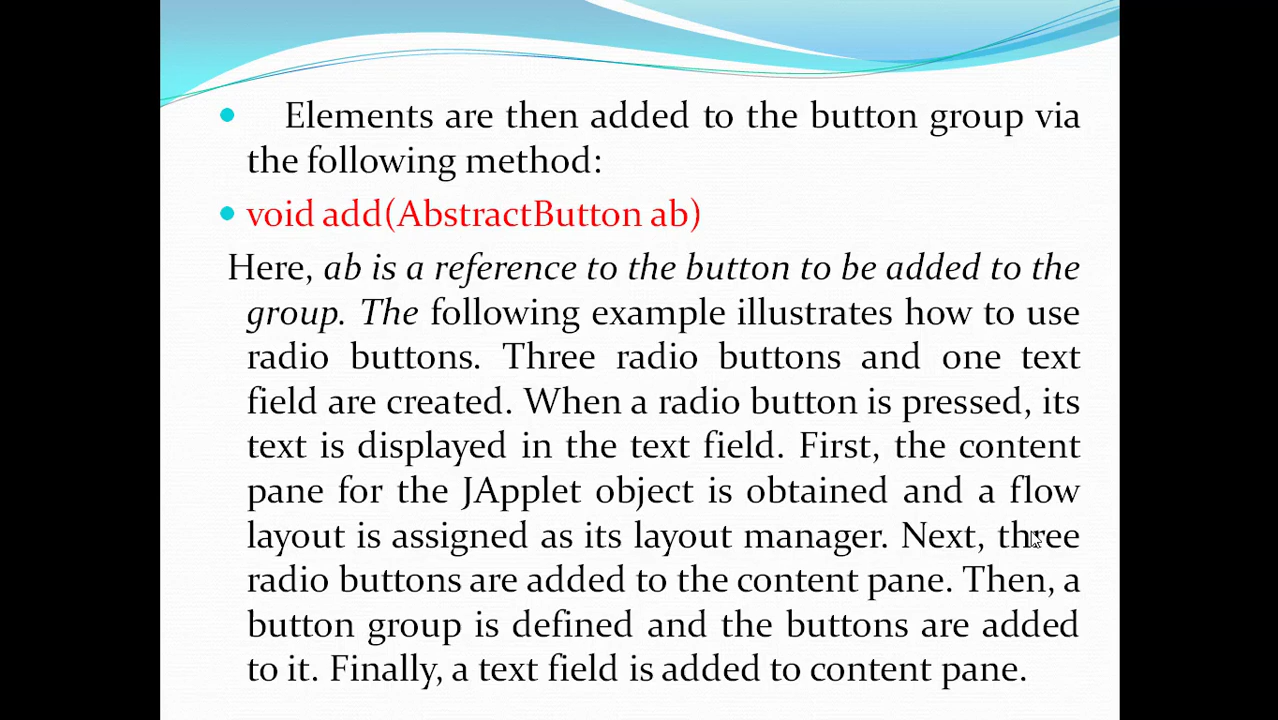 Elements are then added to the button group via
the following method:
void add(AbstractButton ab)
Here, ab is a reference to the button to be added to the
group. The following example illustrates how to use
radio buttons. Three radio buttons and one text
field are created. When a radio button is pressed, its
text is displayed in the text field. First, the content
pane for the JApplet object is obtained and a flow
layout is assigned as its layout manager. Next, three
radio buttons are added to the content pane. Then, a
button group is defined and the buttons are added
to it. Finally, a text field is added to content pane.